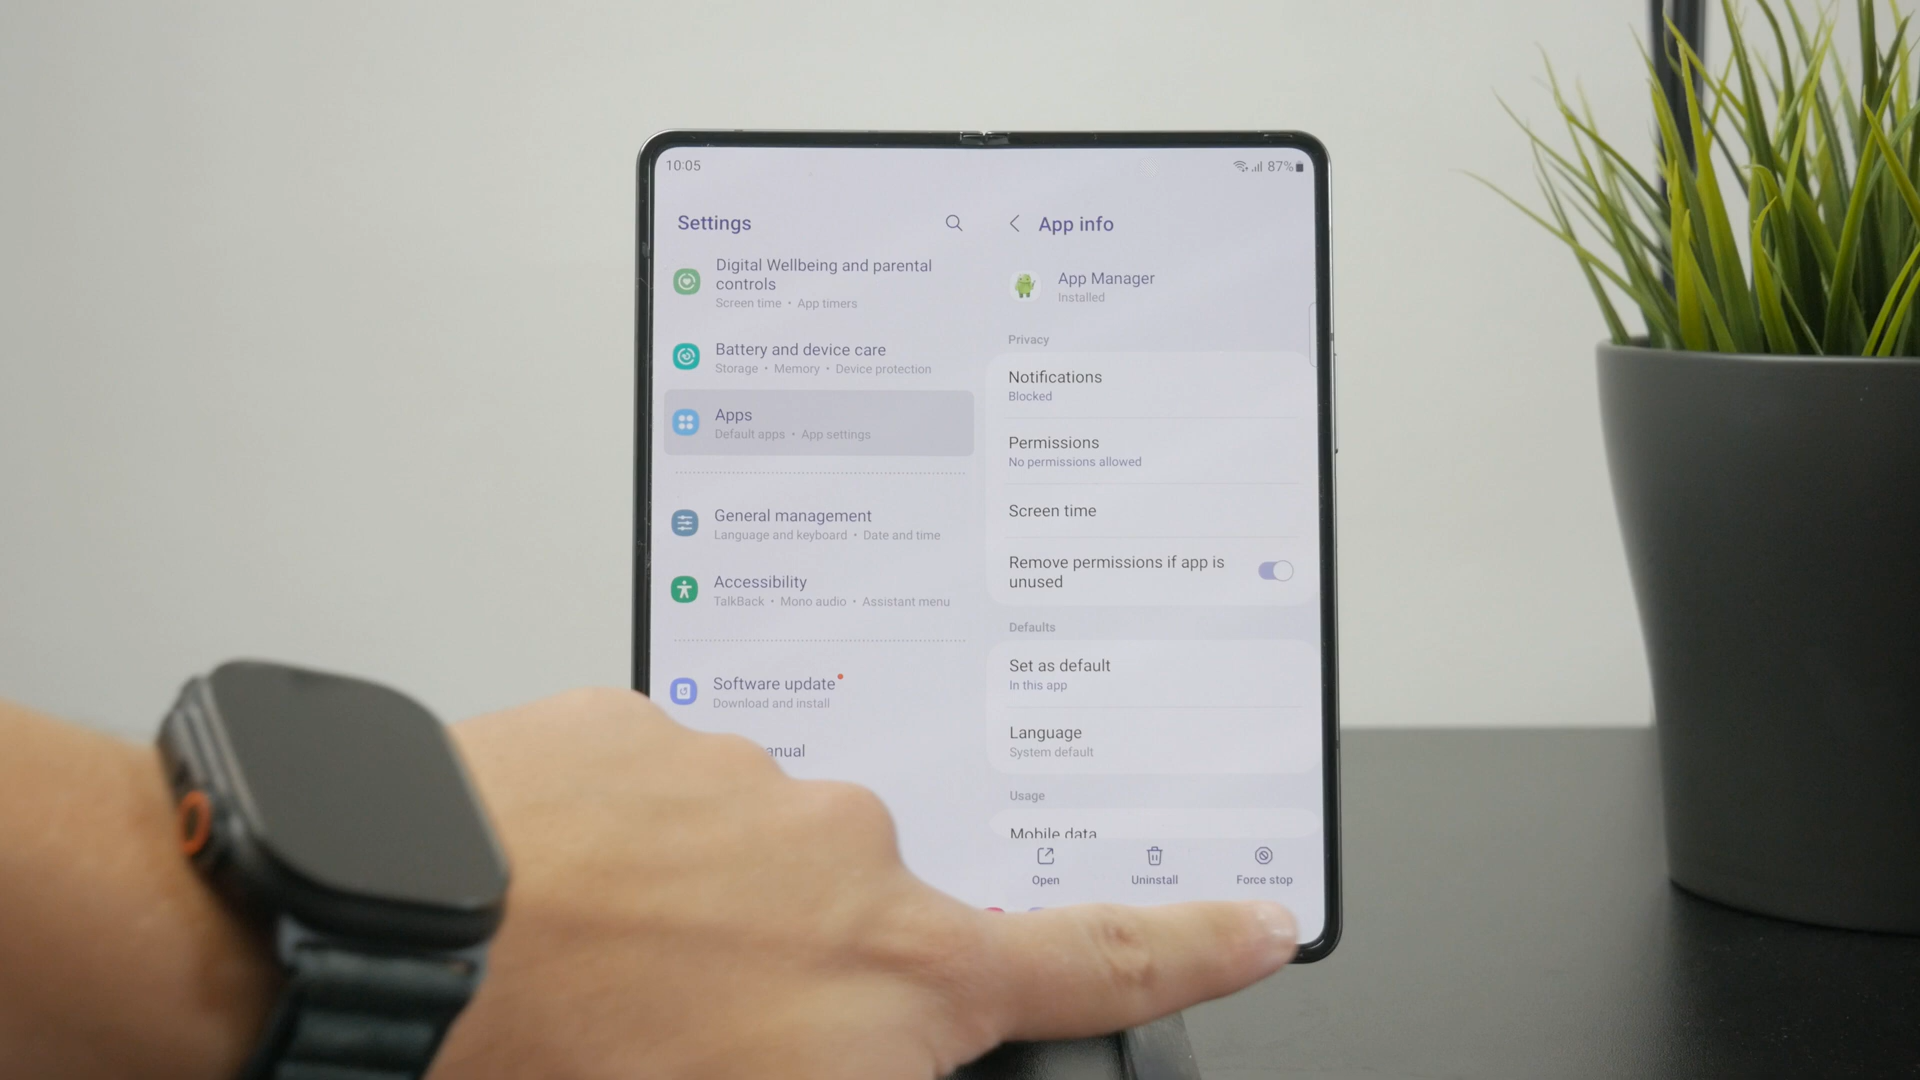 10:05
87%
Settings
Digital Wellbeing and parental
controls
Screen time • App timers
Battery and device care
Storage • Memory • Device protection
Apps
Default apps • App settings
General management
Language and keyboard • Date and time
Accessibility
TalkBack • Mono audio • Assistant menu
Software update
Download and install
anual
App info
App Manager
Installed
Privacy
Notifications
Blocked
Permissions
No permissions allowed
Screen time
Remove permissions if app is
unused
Defaults
Set as default
In this app
Language
System default
Usage
Mobile data
Open
Uninstall
Force stop